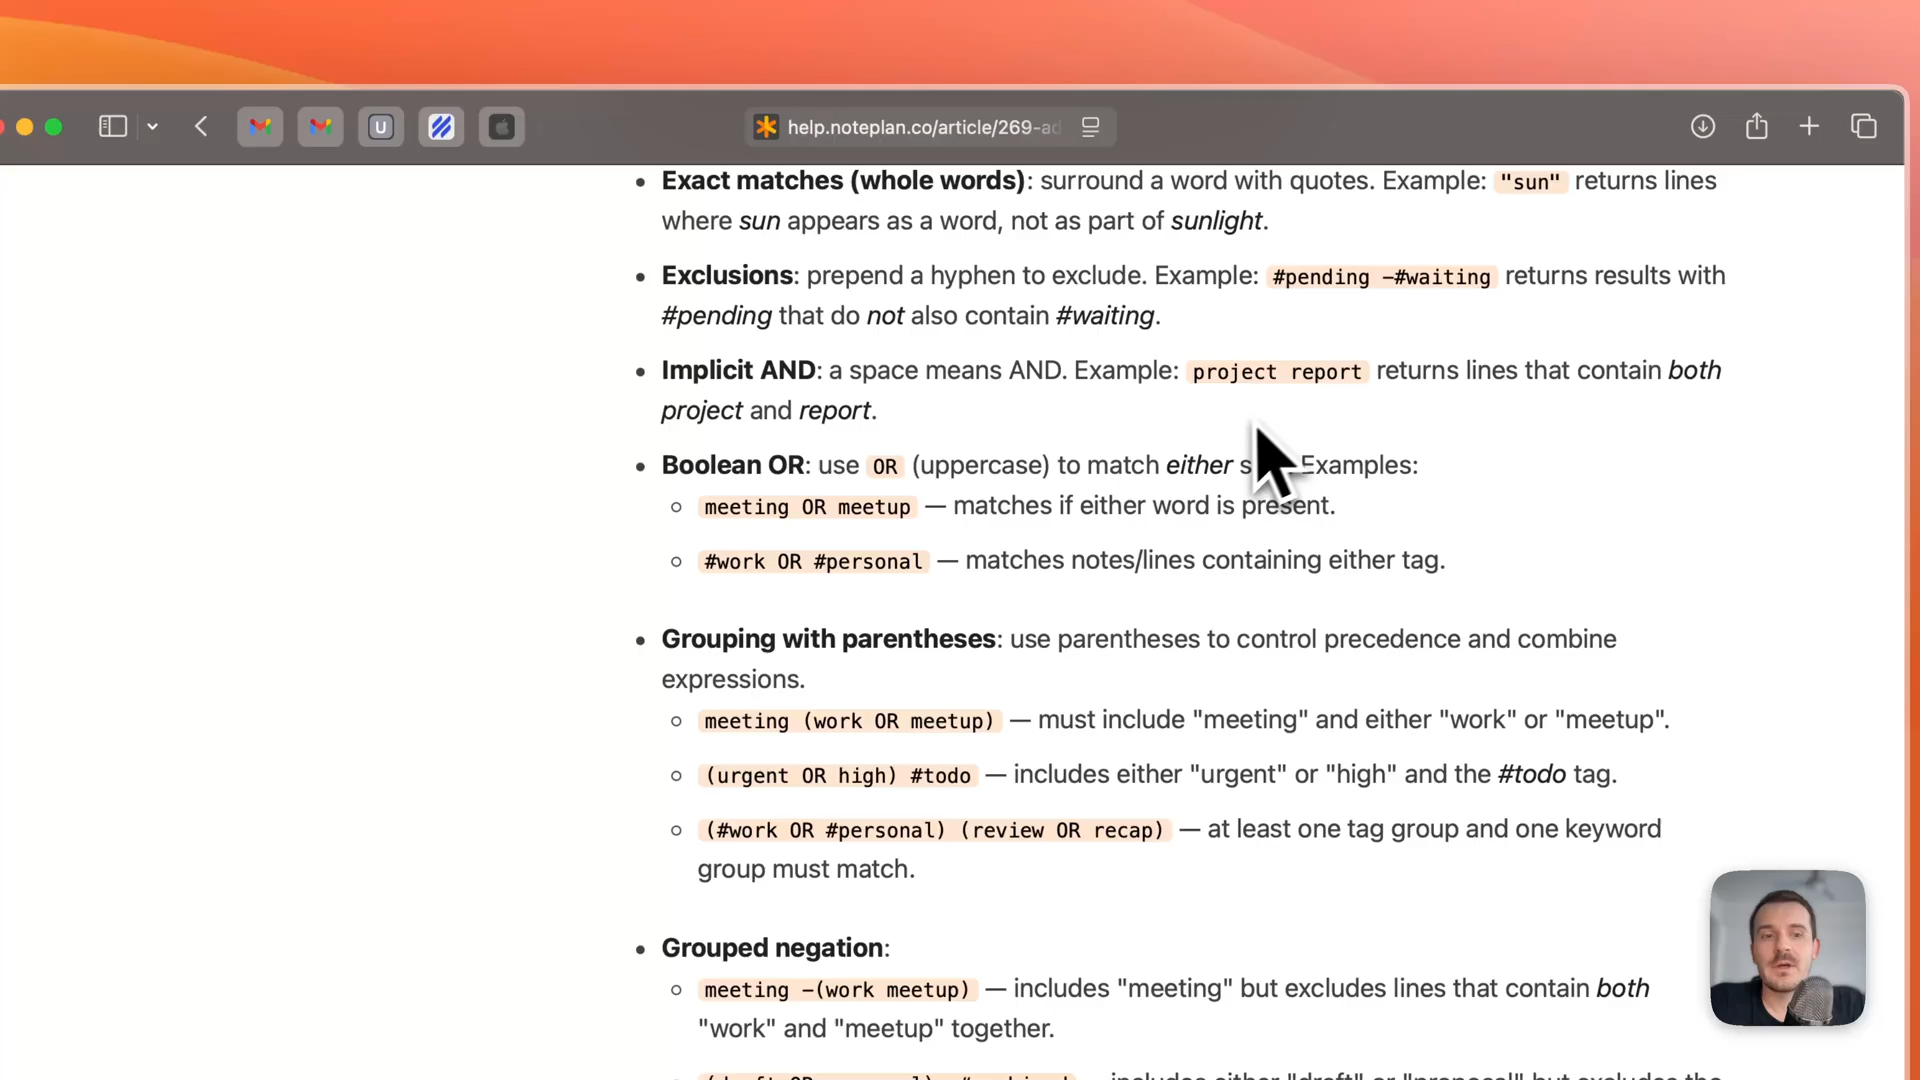 U
help.noteplan.co/article/269-ad
• Exact matches (whole words): surround a word with quotes. Example: "sun" returns lines
where sun appears as a word, not as part of sunlight.
• Exclusions: prepend a hyphen to exclude. Example: #pending -#waiting returns results with
#pending that do not also contain #waiting.
• Implicit AND: a space means AND. Example: project report returns lines that contain both
project and report.
• Boolean OR: use OR (uppercase) to match either Examples:
○ meeting OR meetup — matches if either word is present.
○ #work OR #personal — matches notes/lines containing either tag.
• Grouping with parentheses: use parentheses to control precedence and combine
expressions.
○ meeting (work OR meetup) — must include "meeting" and either "work" or "meetup".
○ (urgent OR high) #todo — includes either "urgent" or "high" and the #todo tag.
○ (#work OR #personal) (review OR recap) — at least one tag group and one keyword
group must match.
• Grouped negation:
○ meeting -(work meetup) — includes "meeting" but excludes lines that contain both
"work" and "meetup" together.
includes either "draft" or "proposal" but excludes the